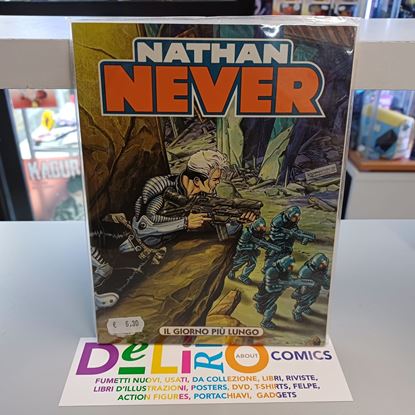 NATHAN
NEVER
KAGUR
IL GIORNO PIÙ LUNGO
€ 6,30
DeLiRiO ABOUT COMICS
FUMETTI NUOVI, USATI, DA COLLEZIONE, LIBRI, RIVISTE,
LIBRI D'ILLUSTRAZIONI, POSTERS, DVD, T-SHIRTS, FELPE,
ACTION FIGURES, PORTACHIAVI, GADGETS